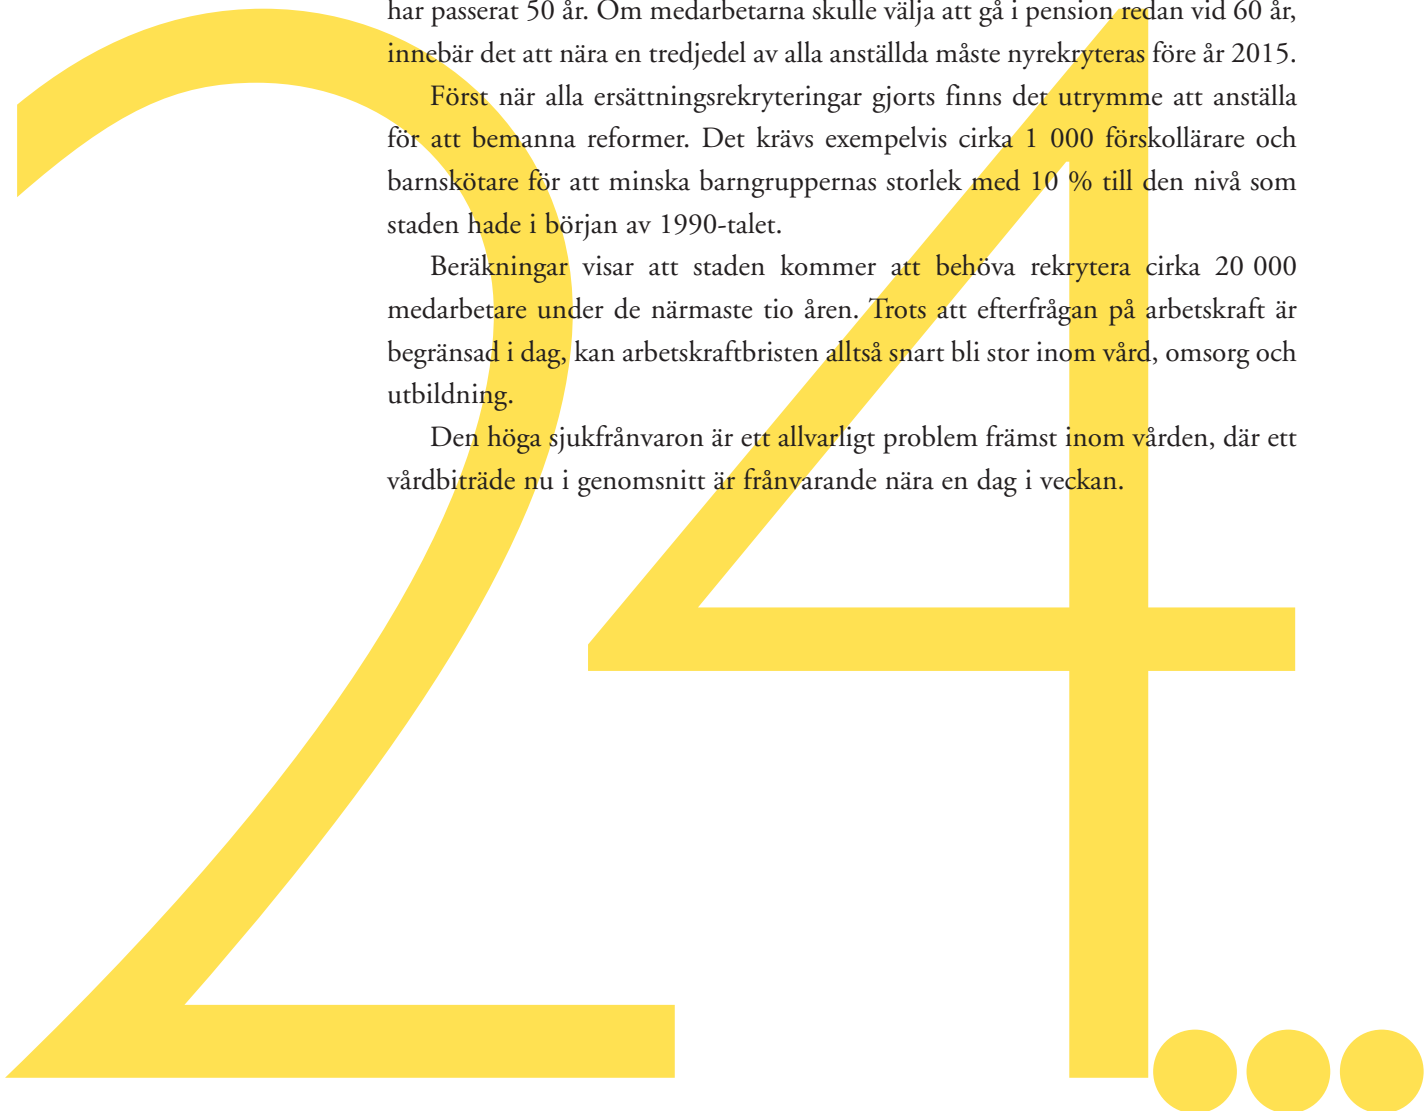 har passerat 50 år. Om medarbetarna skulle välja att gå i pension redan vid 60 år,
innebär det att nära en tredjedel av alla anställda måste nyrekryteras före år 2015.
Först när alla ersättningsrekryteringar gjorts finns det utrymme att anställa
för att bemanna reformer. Det krävs exempelvis cirka 1 000 förskollärare och
barnskötare för att minska barngruppernas storlek med 10 % till den nivå som
staden hade i början av 1990-talet.
Beräkningar visar att staden kommer att behöva rekrytera cirka 20 000
medarbetare under de närmaste tio åren. Trots att efterfrågan på arbetskraft är
begränsad i dag, kan arbetskraftbristen alltså snart bli stor inom vård, omsorg och
utbildning.
Den höga sjukfrånvaron är ett allvarligt problem främst inom vården, där ett
vårdbiträde nu i genomsnitt är frånvarande nära en dag i veckan.
24...